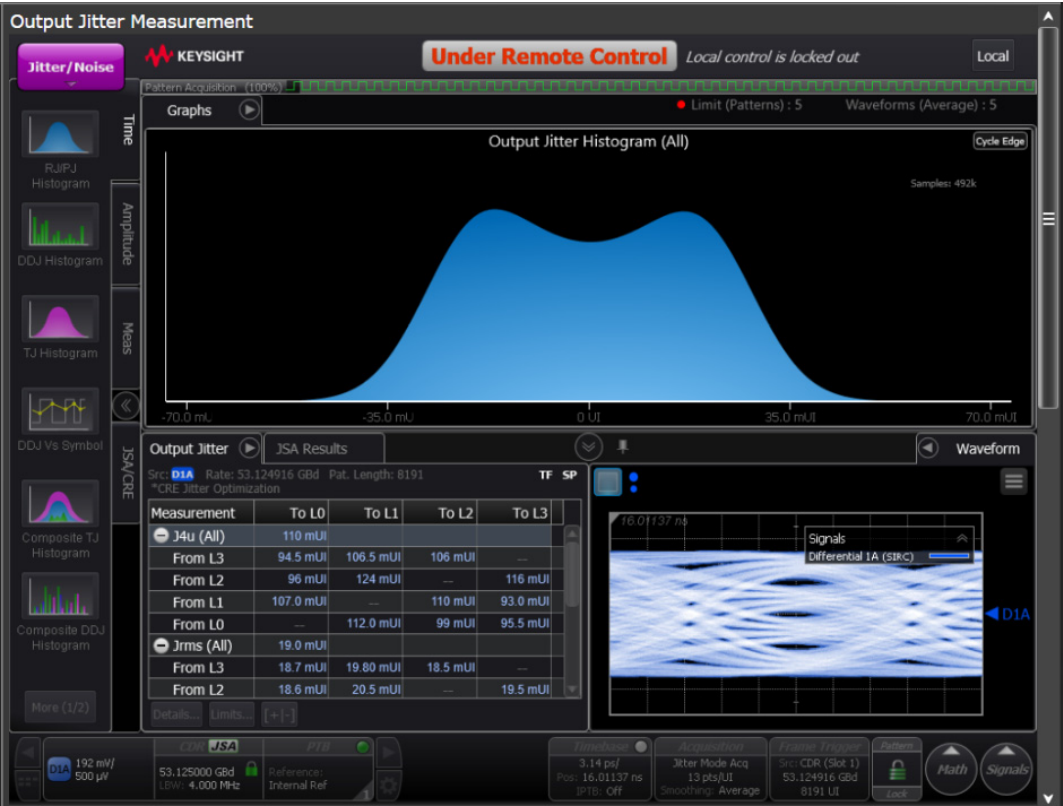 Output Jitter Measurement
Jitter/Noise
KEYSIGHT
Under Remote Control
Local control is locked out
Local
Pattern Acquisition (100%)
Graphs
Limit (Patterns) : 5
Waveforms (Average) : 5
Output Jitter Histogram (All)
Cycle Edge
Samples: 492k
RJ/PJ
Histogram
DDJ Histogram
TJ Histogram
DDJ Vs Symbol
Composite TJ
Histogram
Composite DDJ
Histogram
More (1/2)
Time
Amplitude
Meas
JSA/CRE
-70.0 mU
-35.0 mU
0 UI
35.0 mUI
70.0 mUI
Output Jitter
JSA Results
Waveform
Src: D1A Rate: 53.124916 GBd Pat. Length: 8191
TF SP
*CRE Jitter Optimization
Measurement To L0 To L1 To L2 To L3
J4u (All) 110 mUI
From L3 94.5 mUI 106.5 mUI 106 mUI ---
From L2 96 mUI 124 mUI --- 116 mUI
From L1 107.0 mUI --- 110 mUI 93.0 mUI
From L0 --- 112.0 mUI 99 mUI 95.5 mUI
Jrms (All) 19.0 mUI
From L3 18.7 mUI 19.80 mUI 18.5 mUI ---
From L2 18.6 mUI 20.5 mUI --- 19.5 mUI
Details... Limits... [+|-]
16.01137 ns
Signals
Differential 1A (SIRC)
D1A
D1A
192 mV/
500 µV
CDR JSA
53.125000 GBd
LBW: 4.000 MHz
PTB
Reference:
Internal Ref
1
Timebase
3.14 ps/
Pos: 16.01137 ns
IPTB: Off
Acquisition
Jitter Mode Acq
13 pts/UI
Smoothing: Average
Frame Trigger
Src: CDR (Slot 1)
53.124916 GBd
8191 UI
Pattern
Lock
Math
Signals